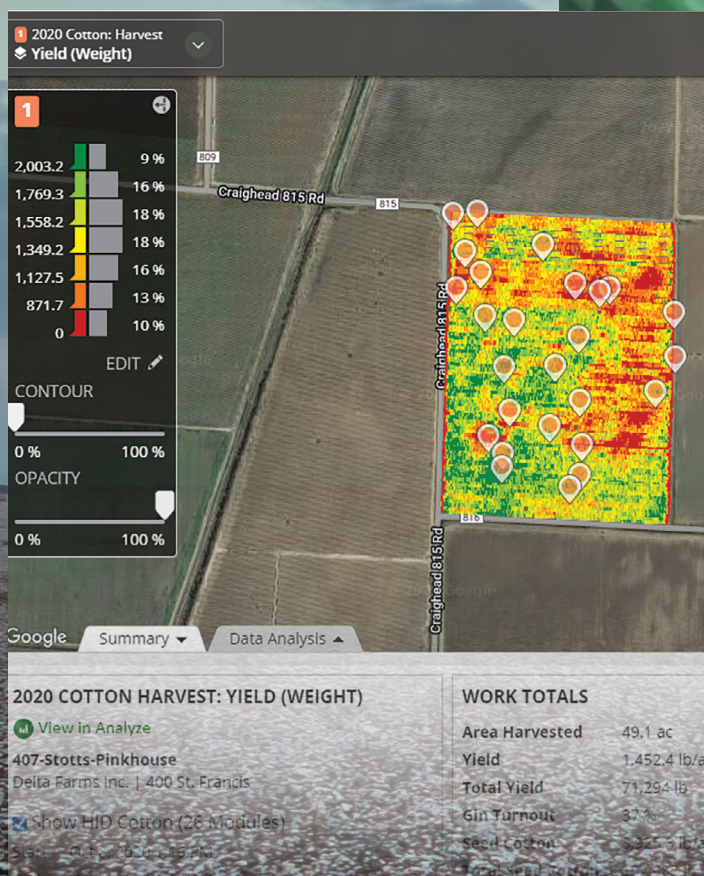 1 2020 Cotton: Harvest
Yield (Weight)
1
2,003.2 9 %
1,769.3 16 %
1,558.2 18 %
1,349.2 18 %
1,127.5 16 %
871.7 13 %
0 10 %
EDIT
CONTOUR
0 % 100 %
OPACITY
0 % 100 %
809
Craighead 815 Rd
815
Craighead 815 Rd
816
Craighead 815 Rd
Google
Google
Summary
Data Analysis
2020 COTTON HARVEST: YIELD (WEIGHT)
View in Analyze
407-Stotts-Pinkhouse
Delta Farms Inc. | 400 St. Francis
Show HID Cotton (26 Modules)
WORK TOTALS
Area Harvested 49.1 ac
Yield 1,452.4 lb/a
Total Yield 71,294 lb
Gin Turnout 37 %
Seed Cotton lb/a